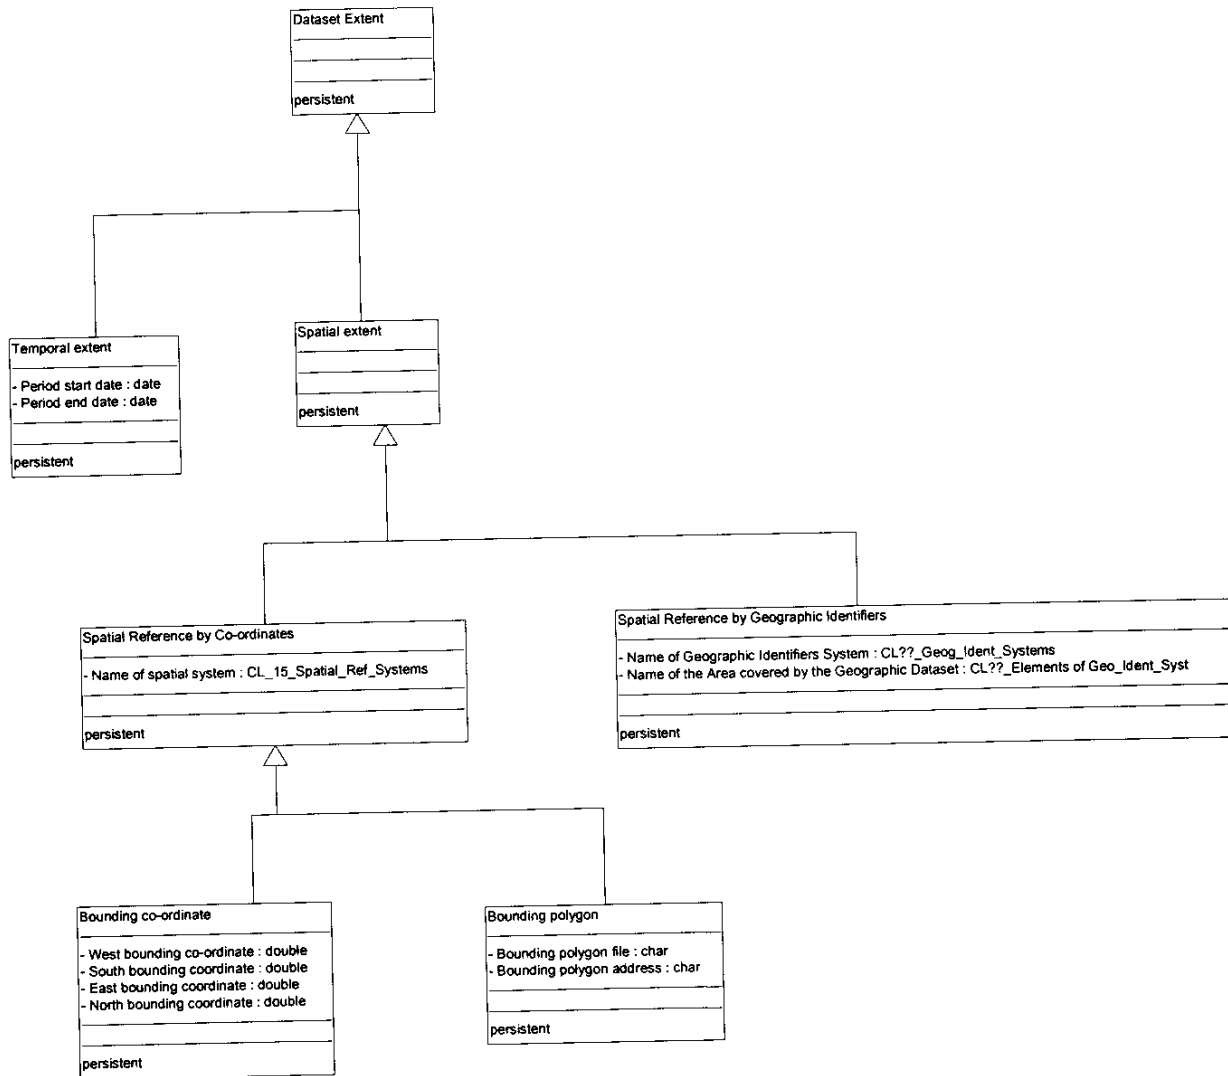 Dataset Extent
persistent
Temporal extent
- Period start date : date
- Period end date : date
persistent
Spatial extent
persistent
Spatial Reference by Co-ordinates
- Name of spatial system : CL_15_Spatial_Ref_Systems
persistent
Spatial Reference by Geographic Identifiers
- Name of Geographic Identifiers System : CL??_Geog_Ident_Systems
- Name of the Area covered by the Geographic Dataset : CL??_Elements of Geo_Ident_Syst
persistent
Bounding co-ordinate
- West bounding co-ordinate : double
- South bounding coordinate : double
- East bounding coordinate : double
- North bounding coordinate : double
persistent
Bounding polygon
- Bounding polygon file : char
- Bounding polygon address : char
persistent